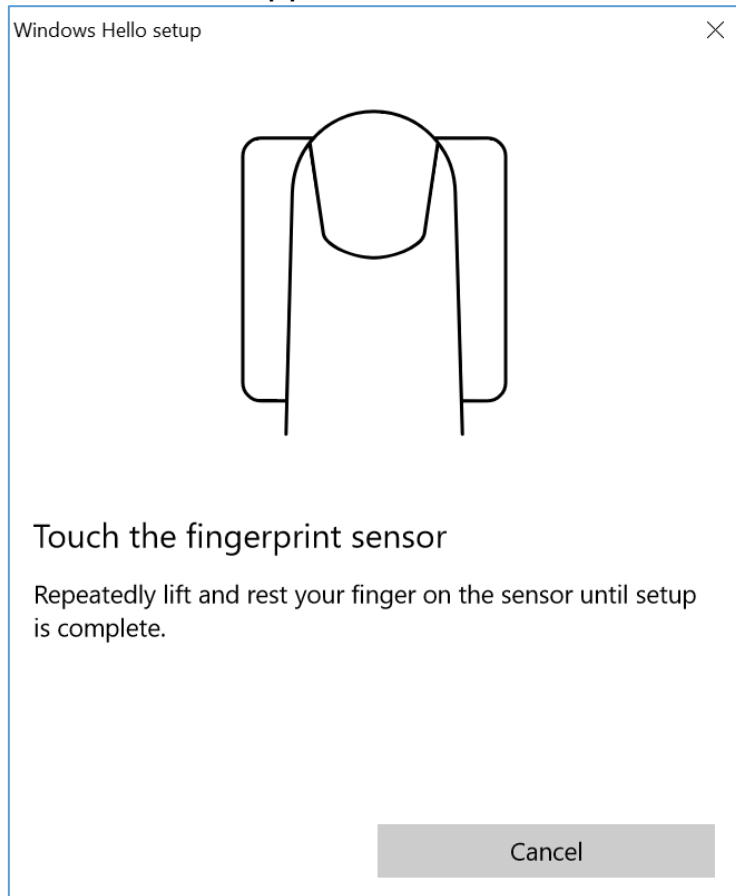 Windows Hello setup
Touch the fingerprint sensor
Repeatedly lift and rest your finger on the sensor until setup
is complete.
Cancel